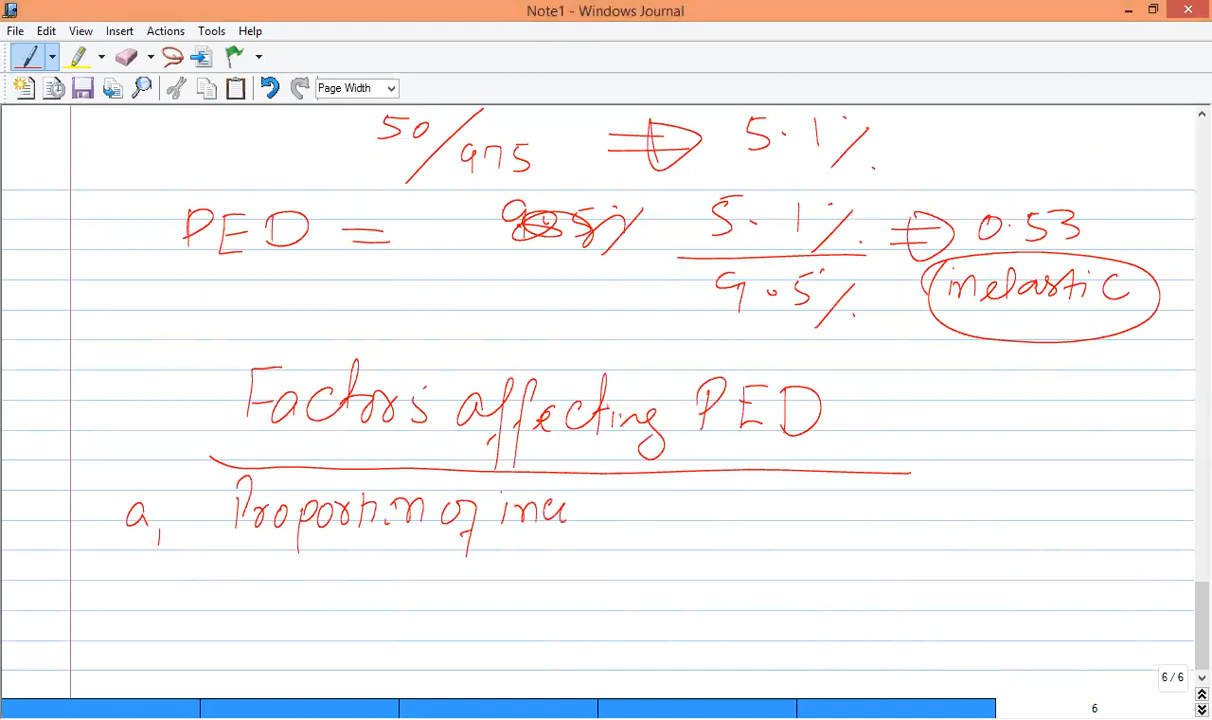 Note1 - Windows Journal
File Edit View Insert Actions Tools Help
Page Width
50/975 ⇒ 5.1%
PED = 5.1% / 9.5% ⇒ 0.53
inelastic
Factors affecting PED
a, Proportion of inc
6/6
6